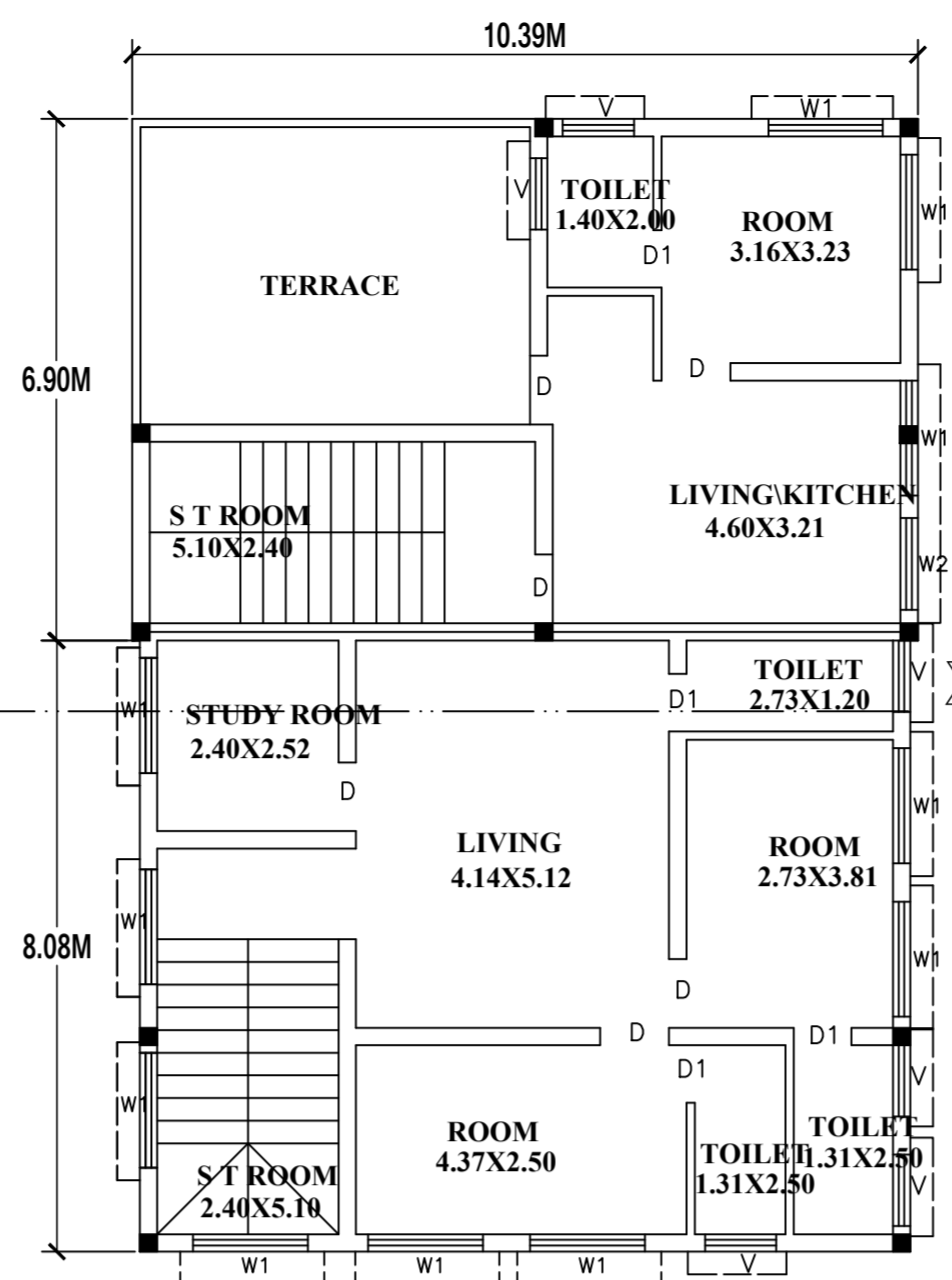 10.39M
V
W1
V
TOILET
1.40X2.00
ROOM
3.16X3.23
W1
D1
TERRACE
6.90M
D
D
W1
LIVING\KITCHEN
4.60X3.21
S T ROOM
5.10X2.40
W2
D
TOILET
2.73X1.20
V
D1
W1
STUDY ROOM
2.40X2.52
D
W1
LIVING
4.14X5.12
ROOM
2.73X3.81
W1
8.08M
W1
D
D
D1
D1
V
W1
ROOM
4.37X2.50
TOILET
1.31X2.50
TOILET
1.31X2.50
V
S T ROOM
2.40X5.10
W1
W1
W1
V